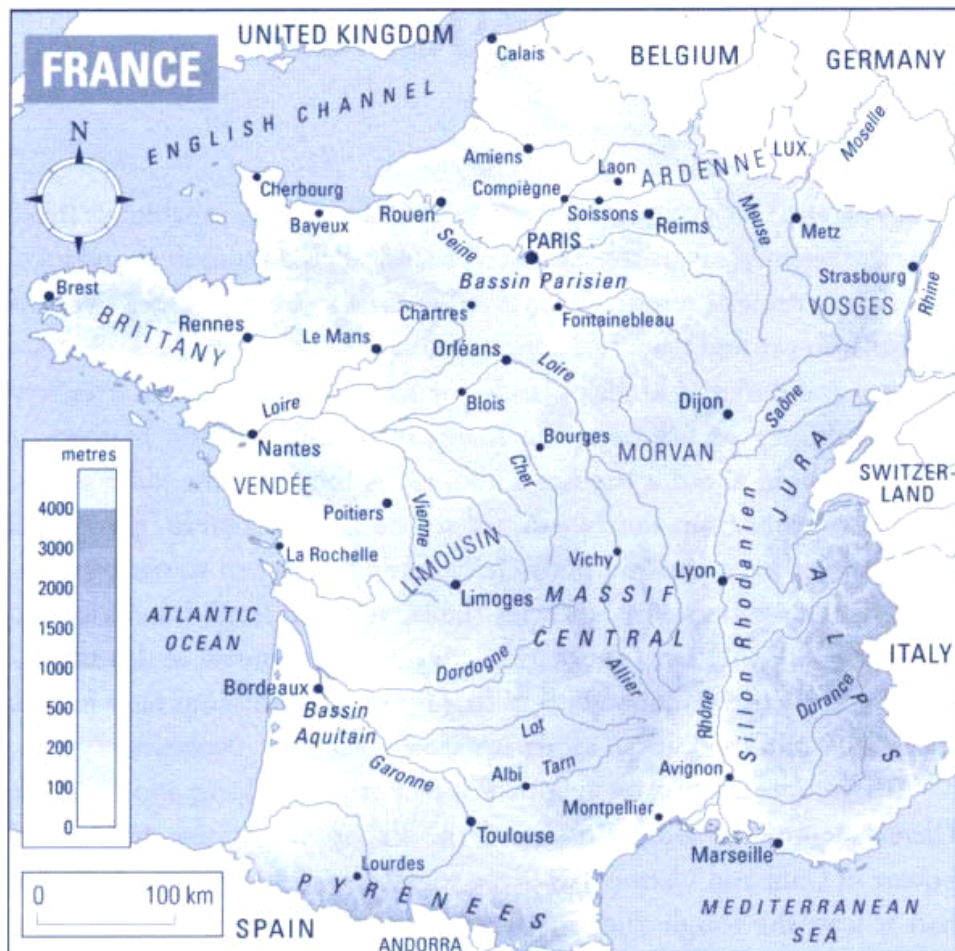 FRANCE
UNITED KINGDOM
Calais
BELGIUM
GERMANY
ENGLISH CHANNEL
N
Amiens
Laon
ARDENNE
LUX.
Moselle
Cherbourg
Compiègne
Bayeux
Rouen
Soissons
Reims
Meuse
Metz
Seine
PARIS
Bassin Parisien
Strasbourg
Rhine
VOSGES
Brest
BRITTANY
Rennes
Le Mans
Chartres
Fontainebleau
Orléans
Loire
Loire
Blois
Dijon
Saône
Nantes
Bourges
MORVAN
JURA
SWITZER-
LAND
VENDÉE
Poitiers
Vienne
Cher
metres
4000
3000
2000
1500
1000
500
200
100
0
La Rochelle
LIMOUSIN
Limoges
Vichy
Lyon
MASSIF
CENTRAL
Sillion Rhodanien
ALPS
ATLANTIC
OCEAN
ITALY
Dordogne
Allier
Bordeaux
Bassin
Aquitain
Lot
Rhône
Durance
Garonne
Albi
Tarn
Avignon
Montpellier
Toulouse
Marseille
Lourdes
PYRENEES
0
100 km
SPAIN
ANDORRA
MEDITERRANEAN
SEA